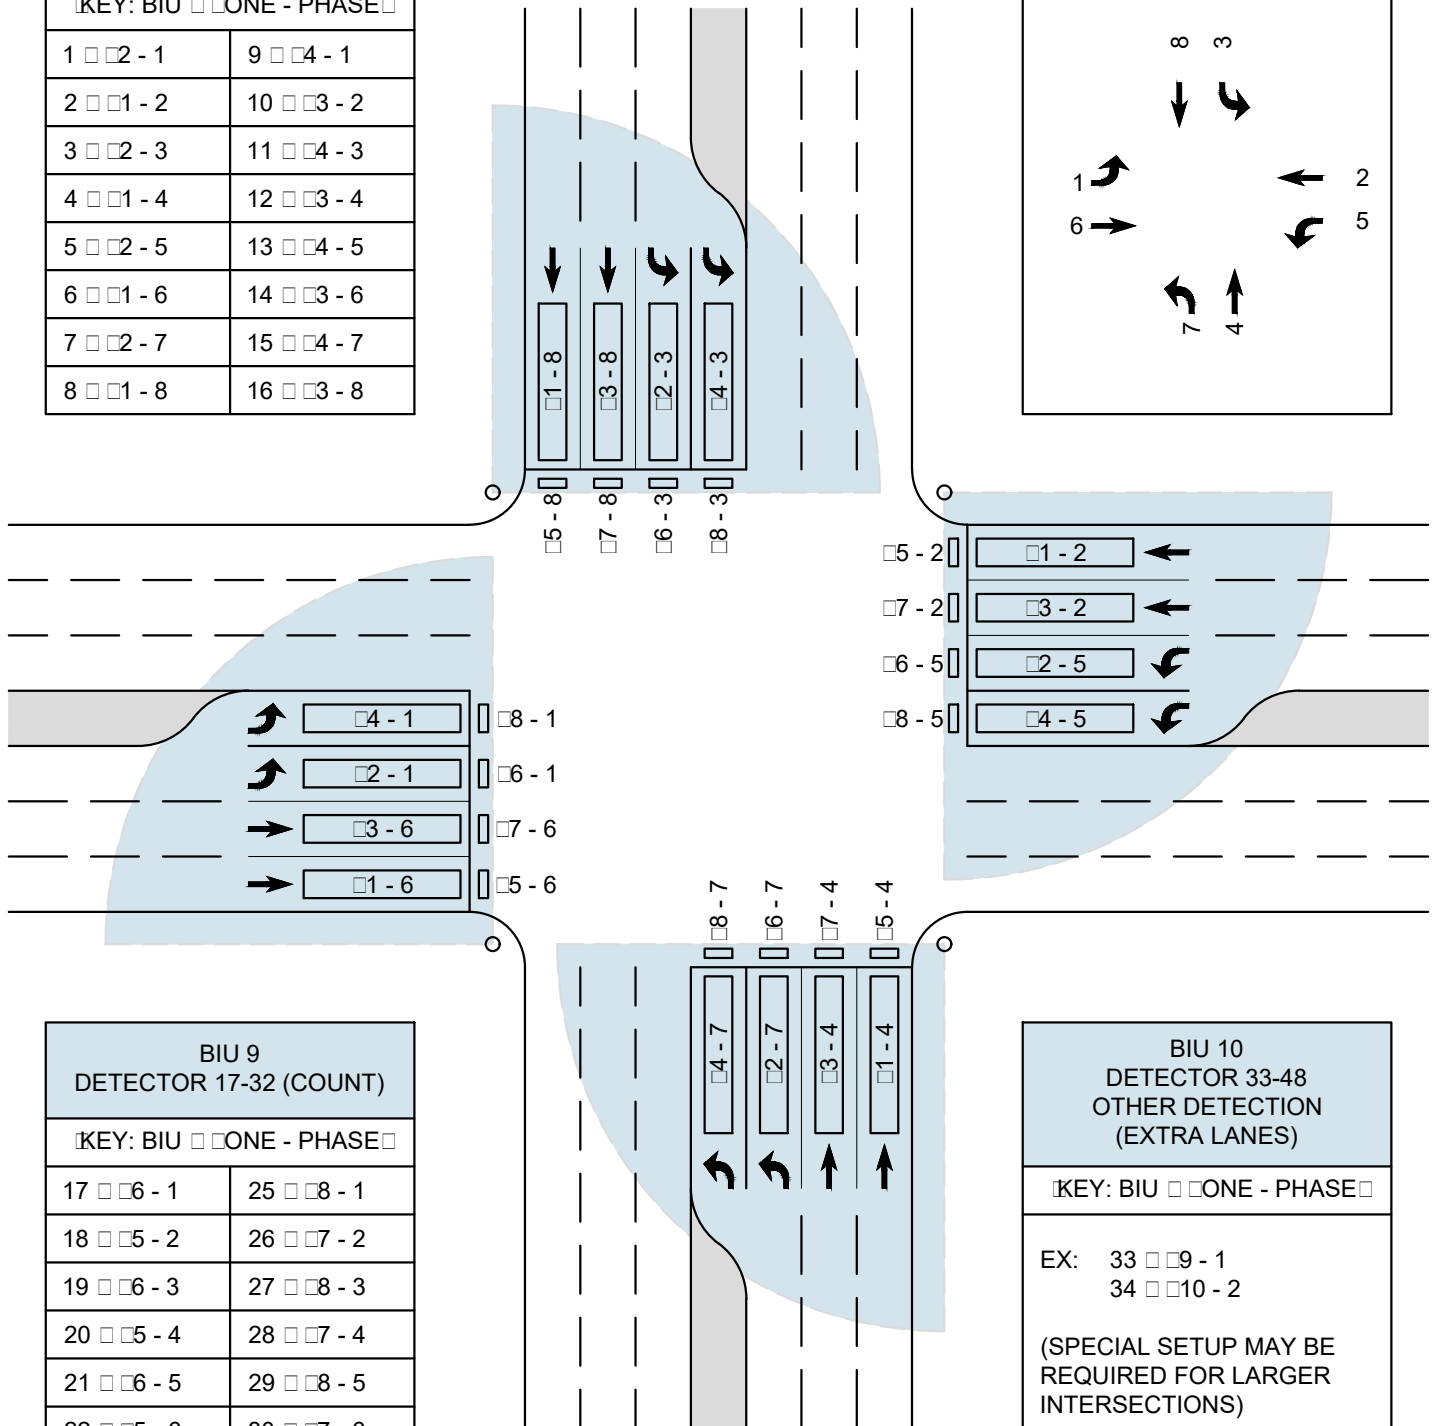 □KEY: BIU □ □ONE - PHASE□
1 □ □2 - 1
9 □ □4 - 1
2 □ □1 - 2
10 □ □3 - 2
3 □ □2 - 3
11 □ □4 - 3
4 □ □1 - 4
12 □ □3 - 4
5 □ □2 - 5
13 □ □4 - 5
6 □ □1 - 6
14 □ □3 - 6
7 □ □2 - 7
15 □ □4 - 7
8 □ □1 - 8
16 □ □3 - 8
8
3
1
2
6
5
7
4
□1 - 8
□3 - 8
□2 - 3
□4 - 3
□5 - 8
□7 - 8
□6 - 3
□8 - 3
□5 - 2
□1 - 2
□7 - 2
□3 - 2
□6 - 5
□2 - 5
□8 - 5
□4 - 5
□4 - 1
□8 - 1
□2 - 1
□6 - 1
□3 - 6
□7 - 6
□1 - 6
□5 - 6
□8 - 7
□6 - 7
□7 - 4
□5 - 4
□4 - 7
□2 - 7
□3 - 4
□1 - 4
BIU 9
DETECTOR 17-32 (COUNT)
□KEY: BIU □ □ONE - PHASE□
17 □ □6 - 1
25 □ □8 - 1
18 □ □5 - 2
26 □ □7 - 2
19 □ □6 - 3
27 □ □8 - 3
20 □ □5 - 4
28 □ □7 - 4
21 □ □6 - 5
29 □ □8 - 5
BIU 10
DETECTOR 33-48
OTHER DETECTION
(EXTRA LANES)
□KEY: BIU □ □ONE - PHASE□
EX: 33 □ □9 - 1
34 □ □10 - 2
(SPECIAL SETUP MAY BE
REQUIRED FOR LARGER
INTERSECTIONS)